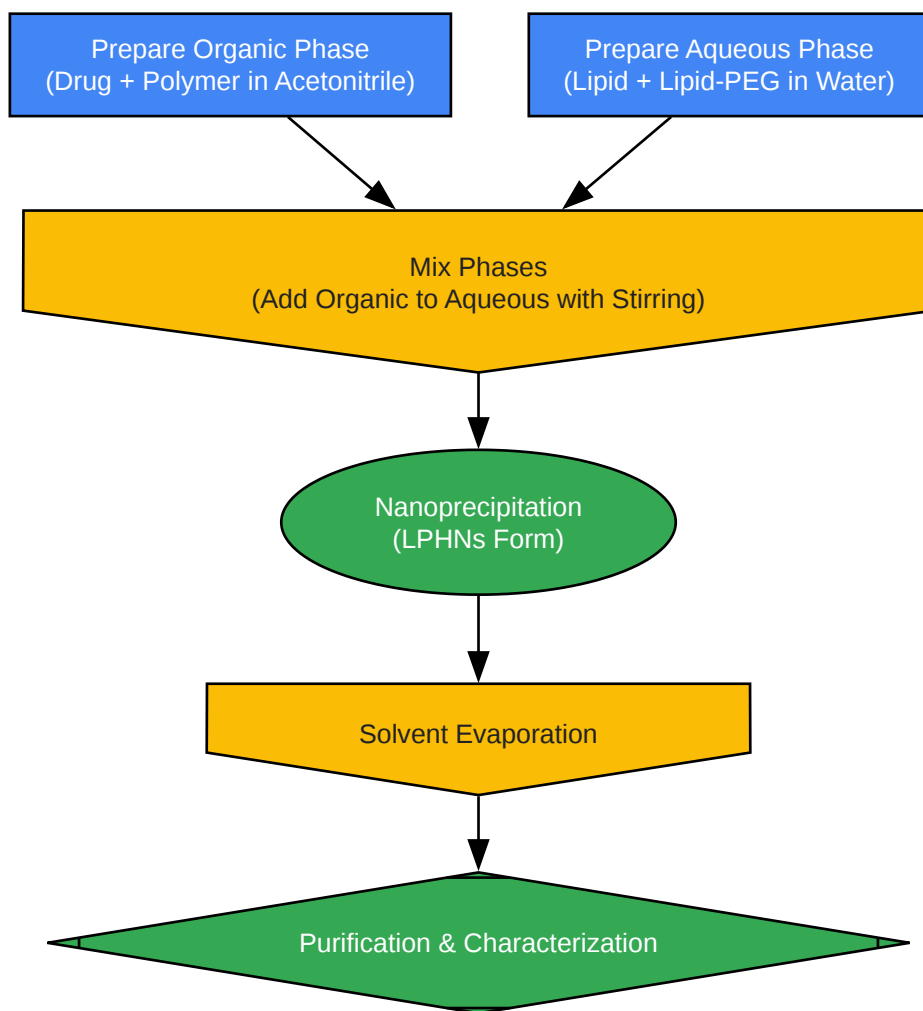 Prepare Organic Phase
(Drug + Polymer in Acetonitrile)
Prepare Aqueous Phase
(Lipid + Lipid-PEG in Water)
Mix Phases
(Add Organic to Aqueous with Stirring)
Nanoprecipitation
(LPHNs Form)
Solvent Evaporation
Purification & Characterization